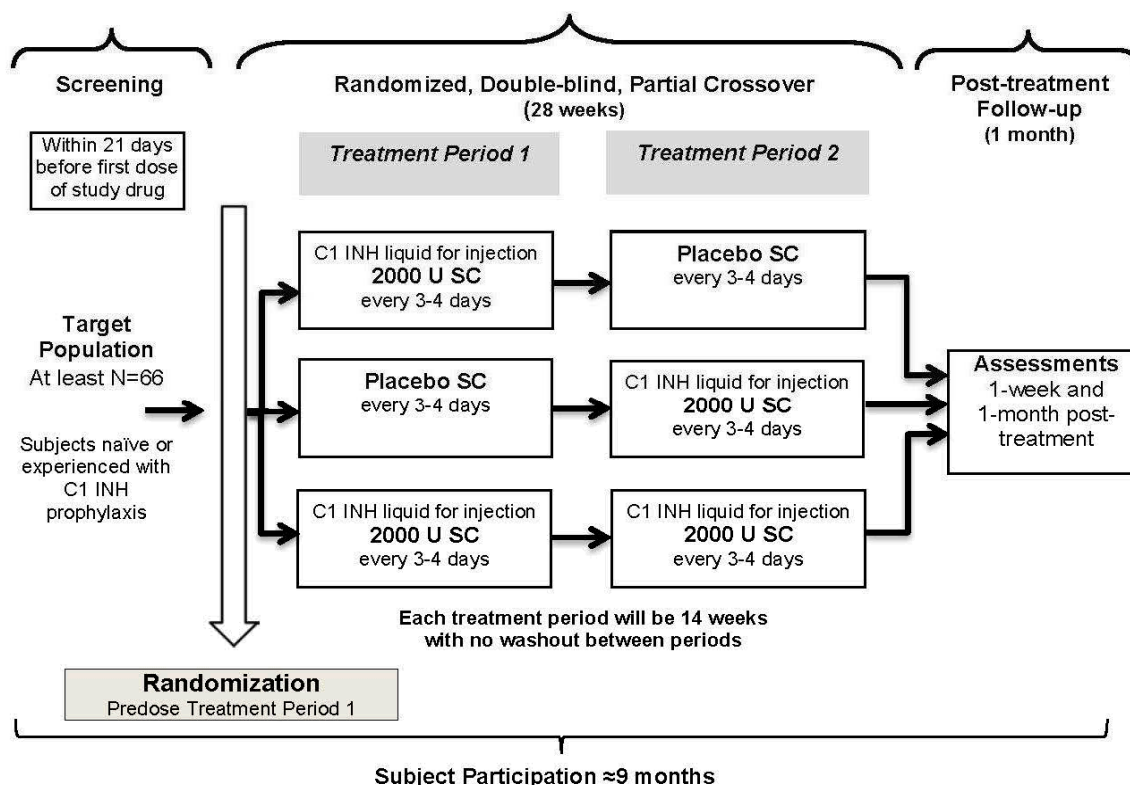 Screening
Within 21 days
before first dose
of study drug
Randomized, Double-blind, Partial Crossover
(28 weeks)
Post-treatment
Follow-up
(1 month)
Treatment Period 1
Treatment Period 2
Target
Population
At least N=66
Subjects naïve or
experienced with
C1 INH
prophylaxis
C1 INH liquid for injection
2000 U SC
every 3-4 days
Placebo SC
every 3-4 days
Placebo SC
every 3-4 days
C1 INH liquid for injection
2000 U SC
every 3-4 days
C1 INH liquid for injection
2000 U SC
every 3-4 days
C1 INH liquid for injection
2000 U SC
every 3-4 days
Assessments
1-week and
1-month post-
treatment
Each treatment period will be 14 weeks
with no washout between periods
Randomization
Predose Treatment Period 1
Subject Participation ≈9 months